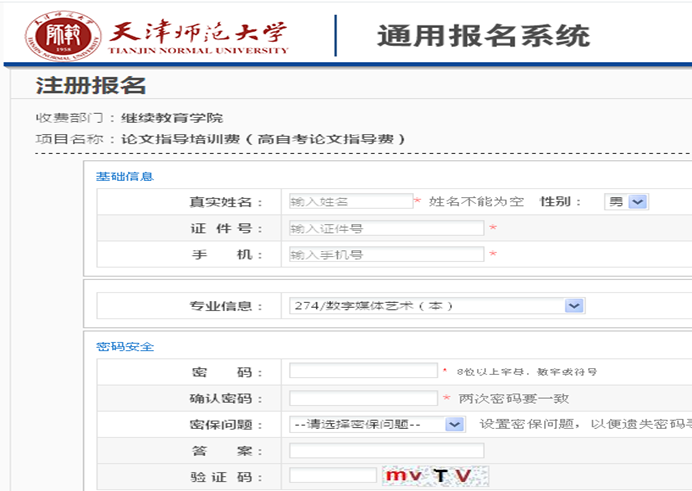 天津师范大学
TIANJIN NORMAL UNIVERSITY
通用报名系统
注册报名
收费部门：继续教育学院
项目名称：论文指导培训费（高自考论文指导费）
基础信息
真实姓名： 输入姓名 * 姓名不能为空 性别： 男
证 件 号： 输入证件号 *
手 机： 输入手机号 *
专业信息： 274/数字媒体艺术（本）
密码安全
密 码： * 8位以上字母、数字或符号
确认密码： * 两次密码要一致
密保问题： --请选择密保问题-- 设置密保问题，以便遗失密码
答 案：
验 证 码： mvTV